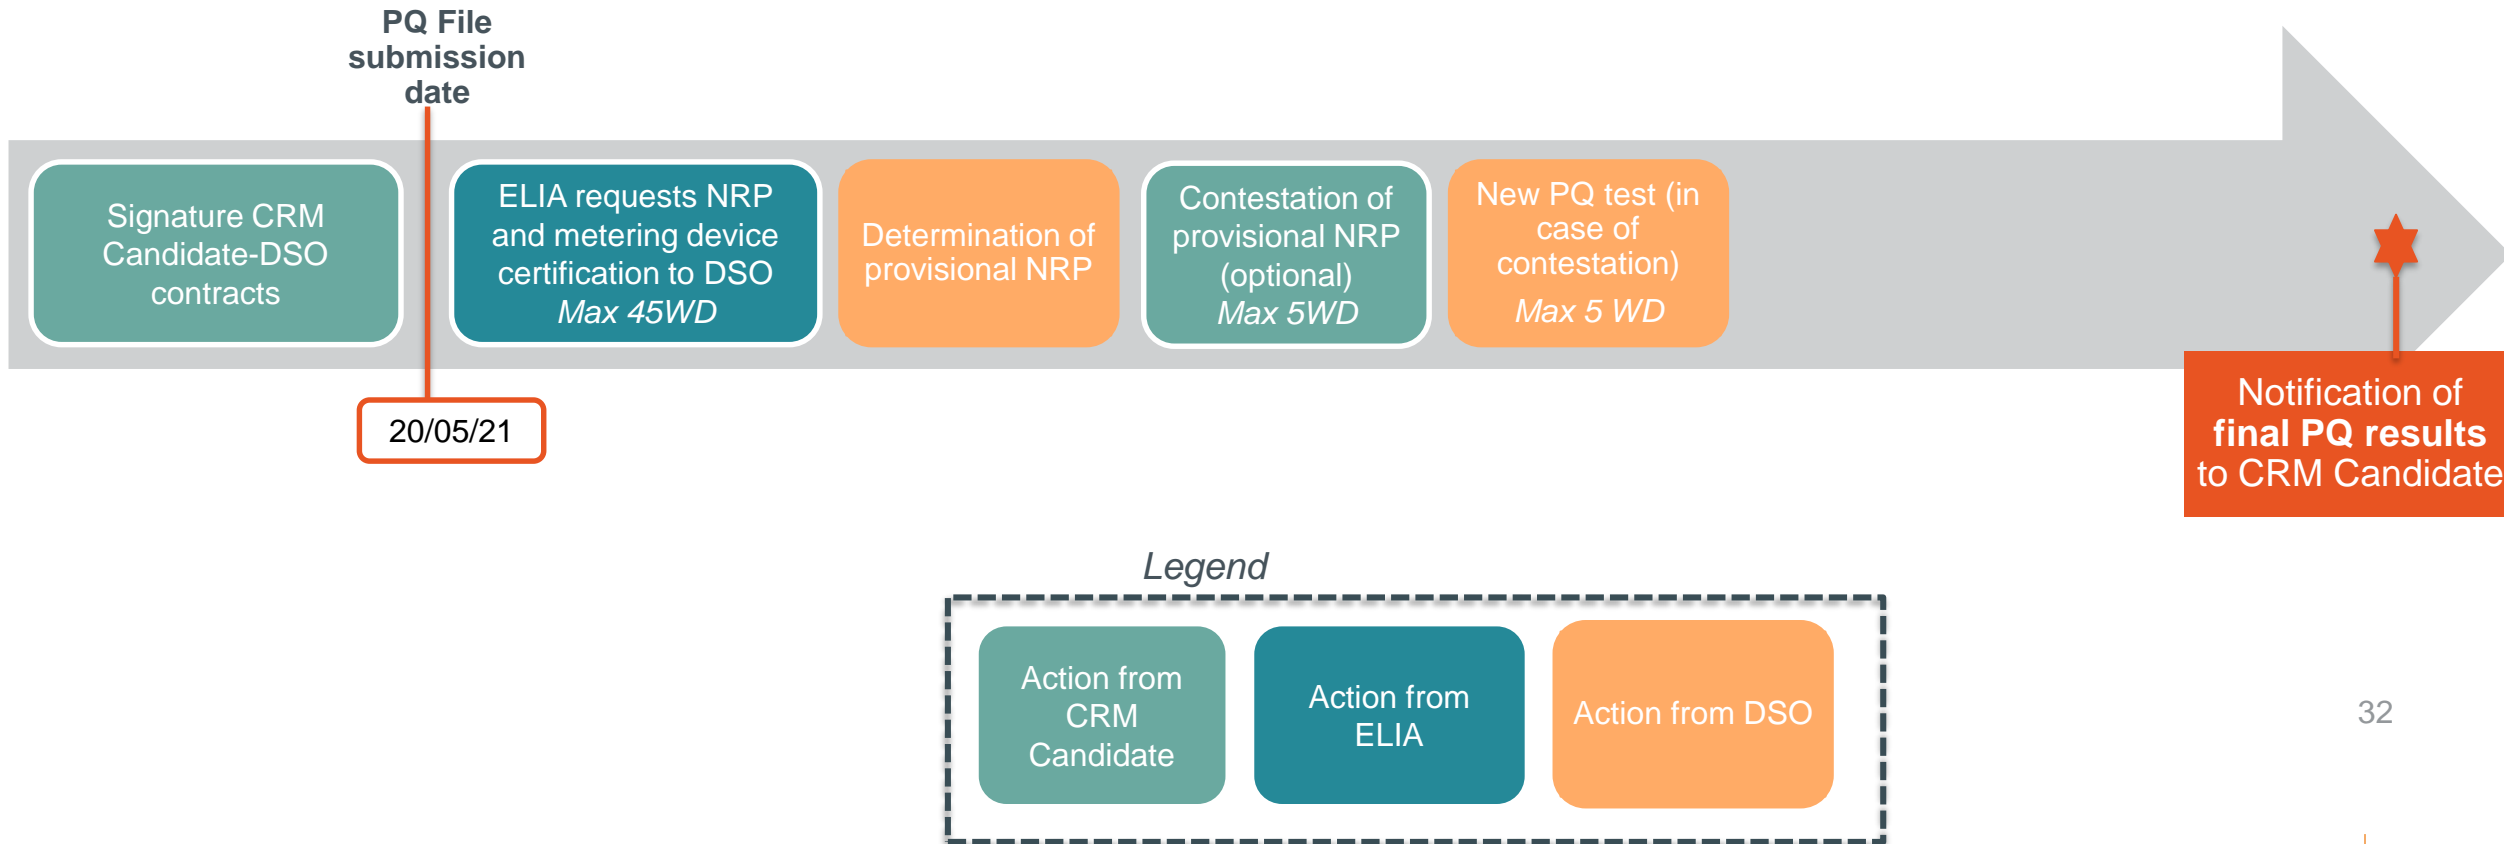 PQ File
submission
date
Signature CRM
Candidate-DSO
contracts
ELIA requests NRP
and metering device
certification to DSO
Max 45WD
Determination of
provisional NRP
Contestation of
provisional NRP
(optional)
Max 5WD
New PQ test (in
case of
contestation)
Max 5 WD
20/05/21
Notification of
final PQ results
to CRM Candidate
Legend
Action from
CRM
Candidate
Action from
ELIA
Action from DSO
32